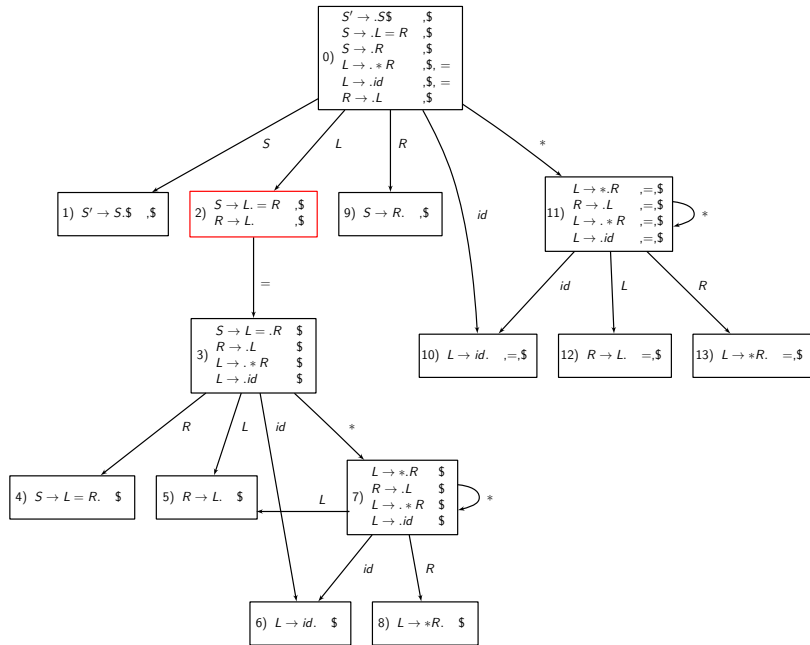 S′ → .S$ ,$
S → .L = R ,$
S → .R ,$
0) L → . ∗ R ,$, =
L → .id ,$, =
R → .L ,$
S
L
R
id
∗
1) S′ → S.$ ,$
2) S → L. = R ,$
R → L. ,$
9) S → R. ,$
L → ∗.R ,=,$
11) R → .L ,=,$
L → . ∗ R ,=,$
L → .id ,=,$
∗
=
id
L
R
S → L = .R $
3) R → .L $
L → . ∗ R $
L → .id $
10) L → id. ,=,$
12) R → L. =,$
13) L → ∗R. =,$
R
L
id
∗
4) S → L = R. $
5) R → L. $
L
L → ∗.R $
7) R → .L $
L → . ∗ R $
L → .id $
∗
id
R
6) L → id. $
8) L → ∗R. $